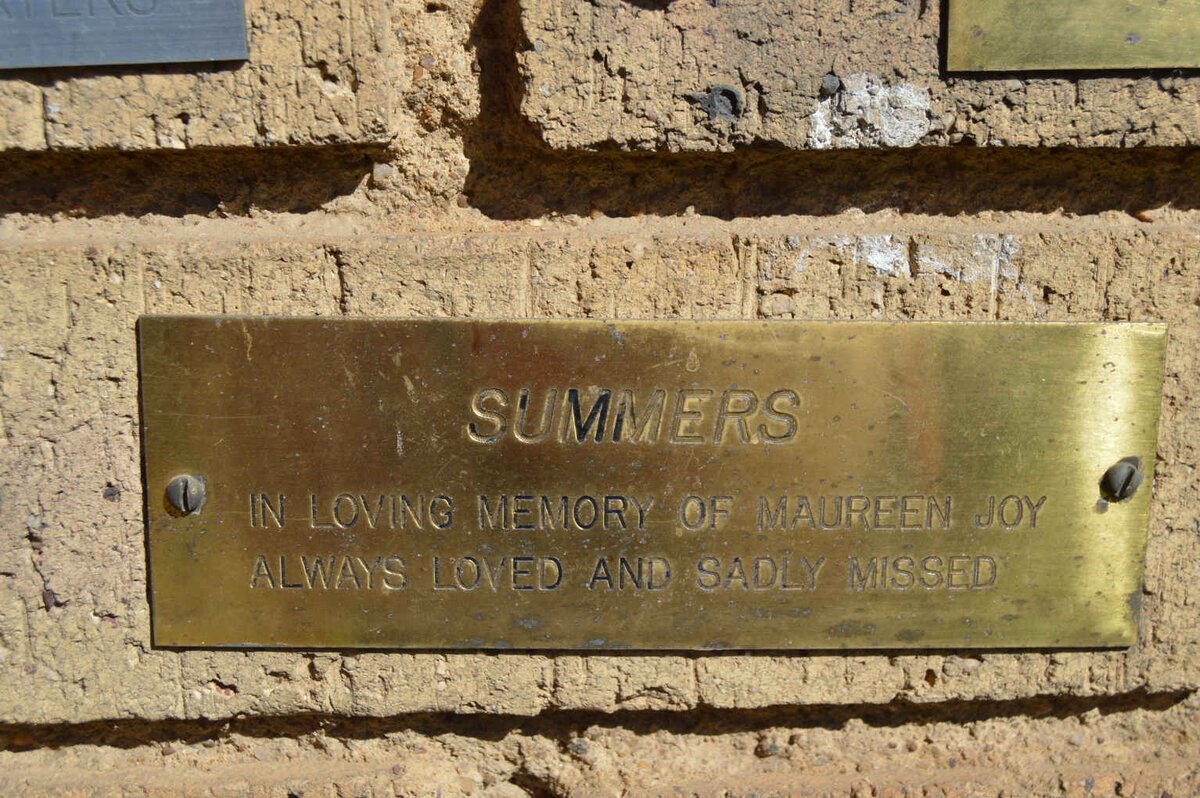 SUMMERS
IN LOVING MEMORY OF MAUREEN JOY
ALWAYS LOVED AND SADLY MISSED